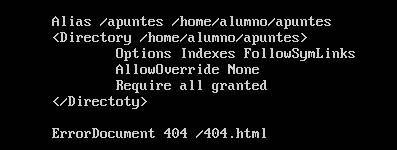 Alias /apuntes /home/alumno/apuntes
<Directory /home/alumno/apuntes>
Options Indexes FollowSymLinks
AllowOverride None
Require all granted
</Directoty>
ErrorDocument 404 /404.html